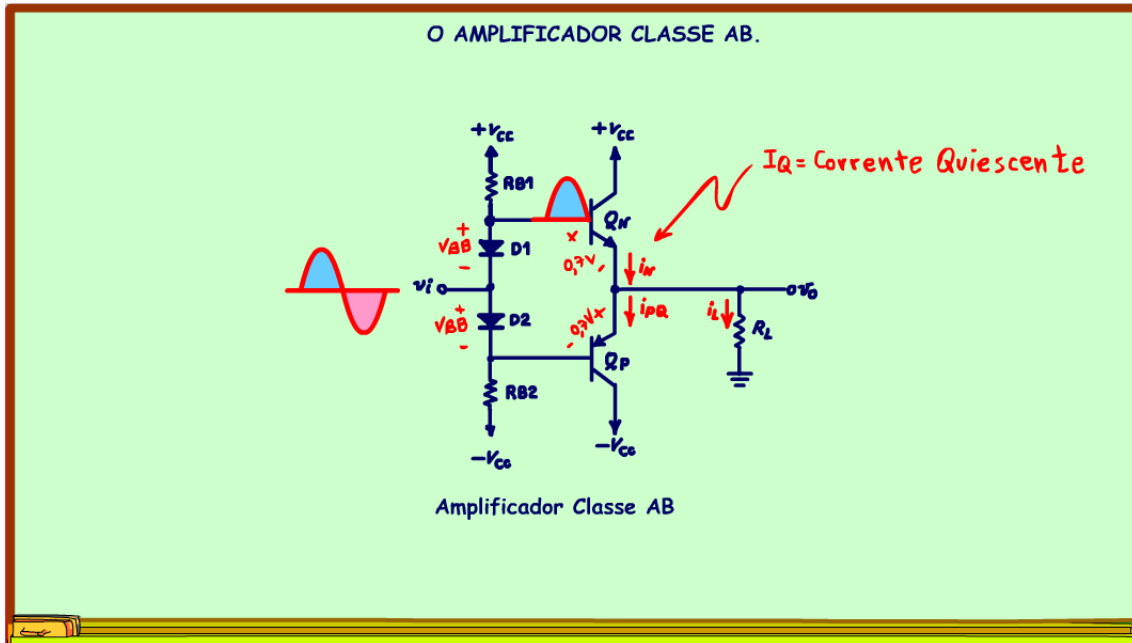 O AMPLIFICADOR CLASSE AB.
+VCC
+VCC
IQ = Corrente Quiescente
RB1
QN
+
VBB
-
D1
0,7V
iN
vi
vo
+
VBB
-
D2
0,7V
iPQ
iL
RL
QP
RB2
-VCC
-VCC
Amplificador Classe AB